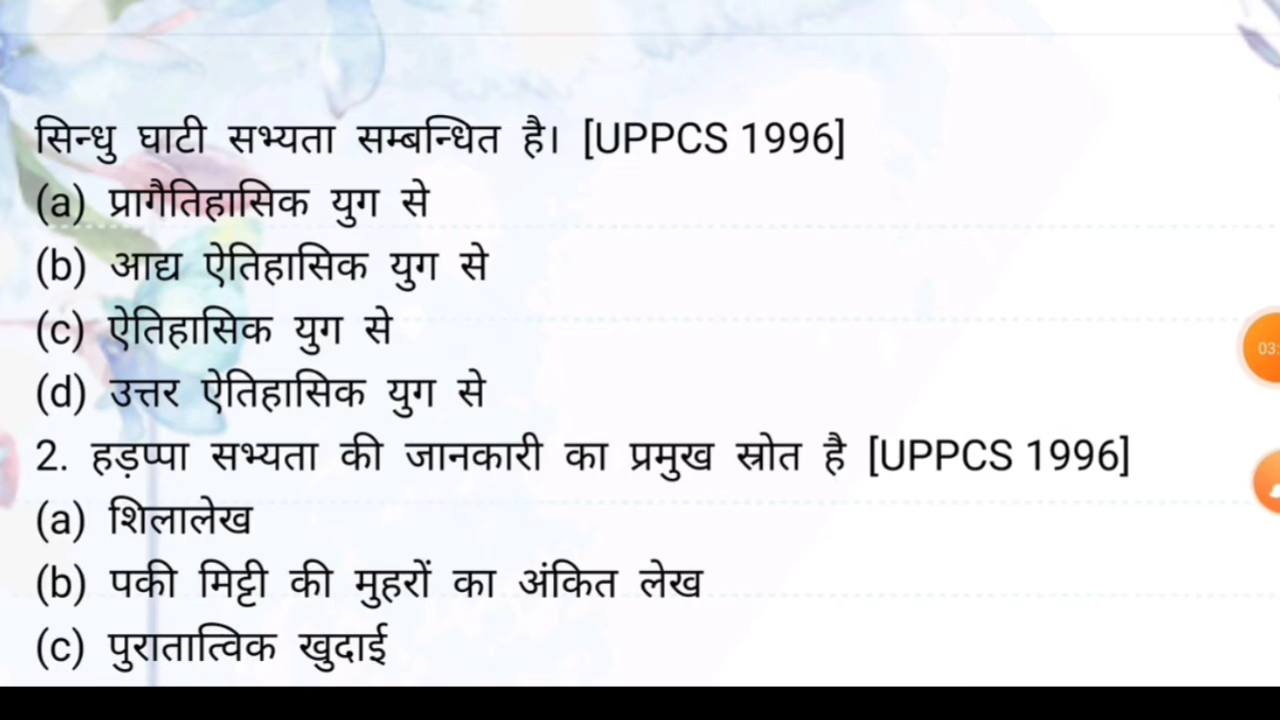 सिन्धु घाटी सभ्यता सम्बन्धित है। [UPPCS 1996]
(a) प्रागैतिहासिक युग से
(b) आद्य ऐतिहासिक युग से
(c) ऐतिहासिक युग से
(d) उत्तर ऐतिहासिक युग से
2. हड़प्पा सभ्यता की जानकारी का प्रमुख स्रोत है [UPPCS 1996]
(a) शिलालेख
(b) पकी मिट्टी की मुहरों का अंकित लेख
(c) पुरातात्विक खुदाई
03: